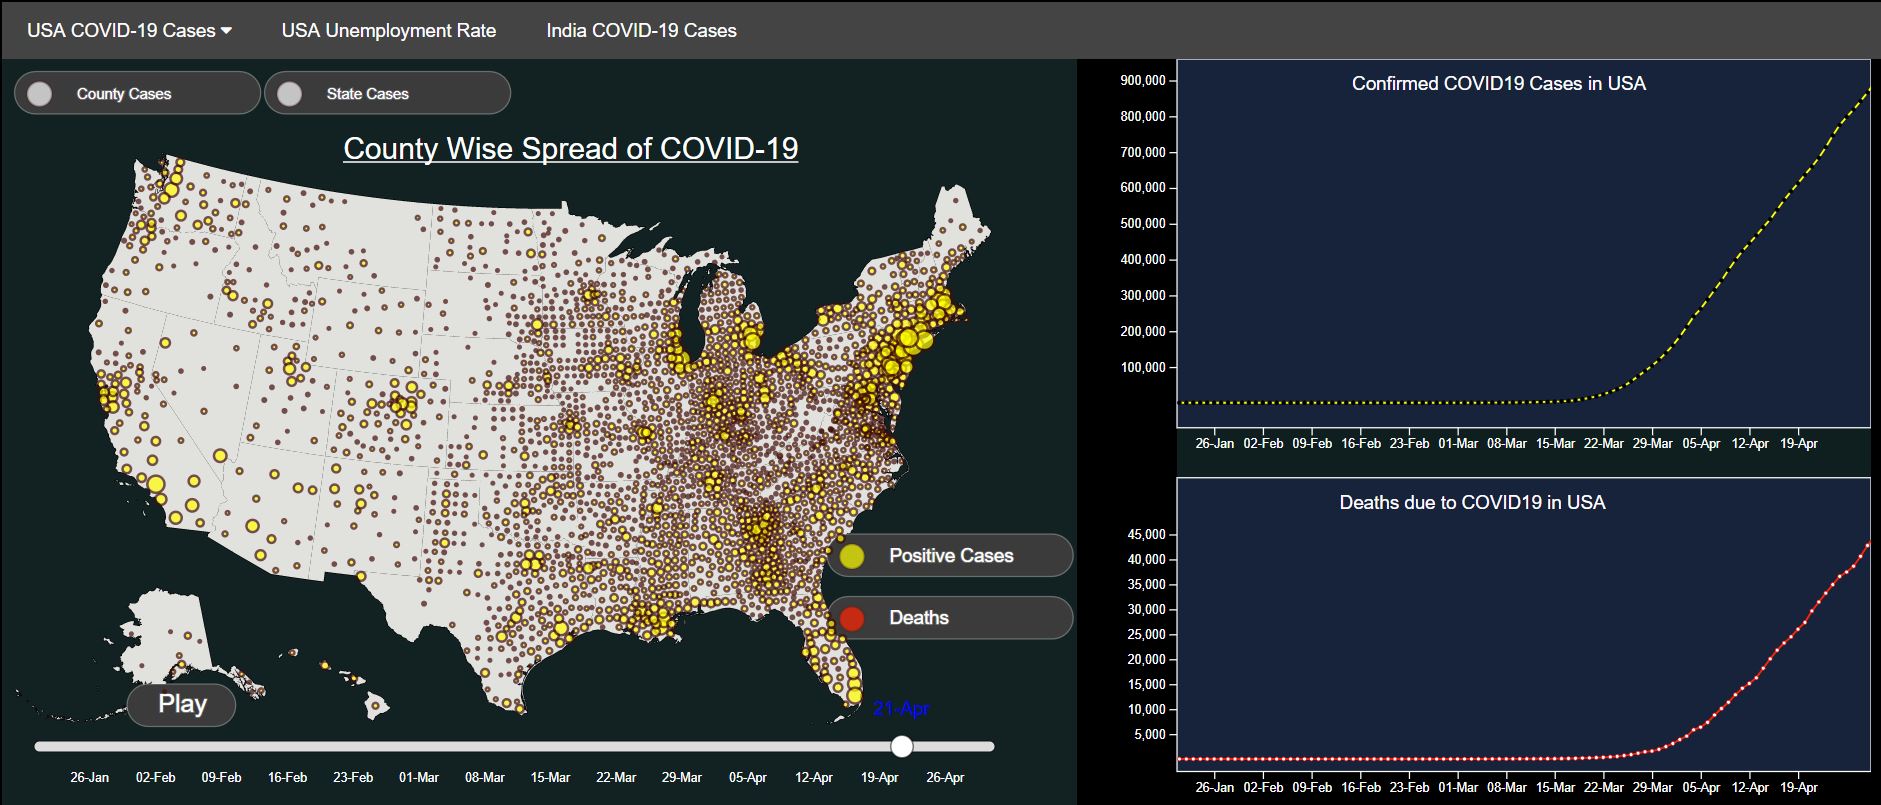 USA COVID-19 Cases USA Unemployment Rate India COVID-19 Cases
County Cases State Cases
County Wise Spread of COVID-19
Positive Cases
Deaths
Play
21-Apr
26-Jan 02-Feb 09-Feb 16-Feb 23-Feb 01-Mar 08-Mar 15-Mar 22-Mar 29-Mar 05-Apr 12-Apr 19-Apr 26-Apr
Confirmed COVID19 Cases in USA
900,000
800,000
700,000
600,000
500,000
400,000
300,000
200,000
100,000
26-Jan 02-Feb 09-Feb 16-Feb 23-Feb 01-Mar 08-Mar 15-Mar 22-Mar 29-Mar 05-Apr 12-Apr 19-Apr
Deaths due to COVID19 in USA
45,000
40,000
35,000
30,000
25,000
20,000
15,000
10,000
5,000
26-Jan 02-Feb 09-Feb 16-Feb 23-Feb 01-Mar 08-Mar 15-Mar 22-Mar 29-Mar 05-Apr 12-Apr 19-Apr